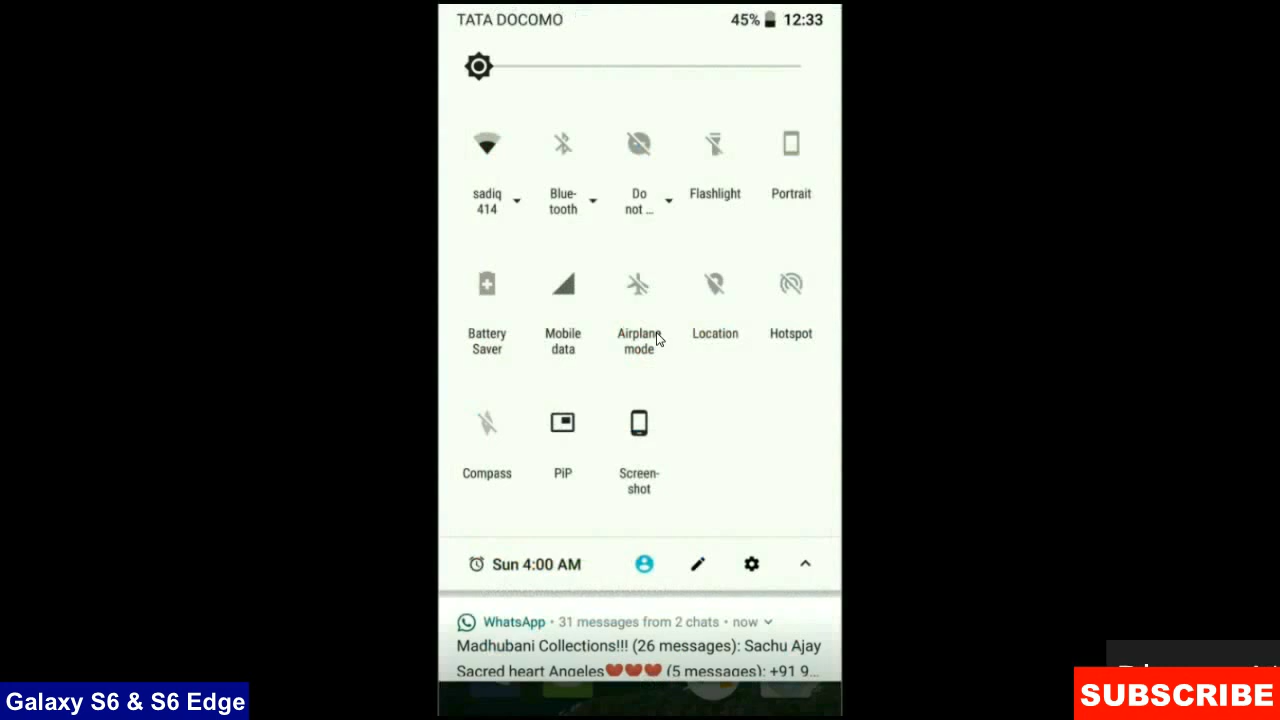 TATA DOCOMO 45% 12:33
sadiq 414 Blue-tooth Do not ... Flashlight Portrait
Battery Saver Mobile data Airplane mode Location Hotspot
Compass PiP Screen-shot
Sun 4:00 AM
WhatsApp • 31 messages from 2 chats • now
Madhubani Collections!!! (26 messages): Sachu Ajay
Sacred heart Angeles❤❤❤ (5 messages): +91 9...
Galaxy S6 & S6 Edge
SUBSCRIBE